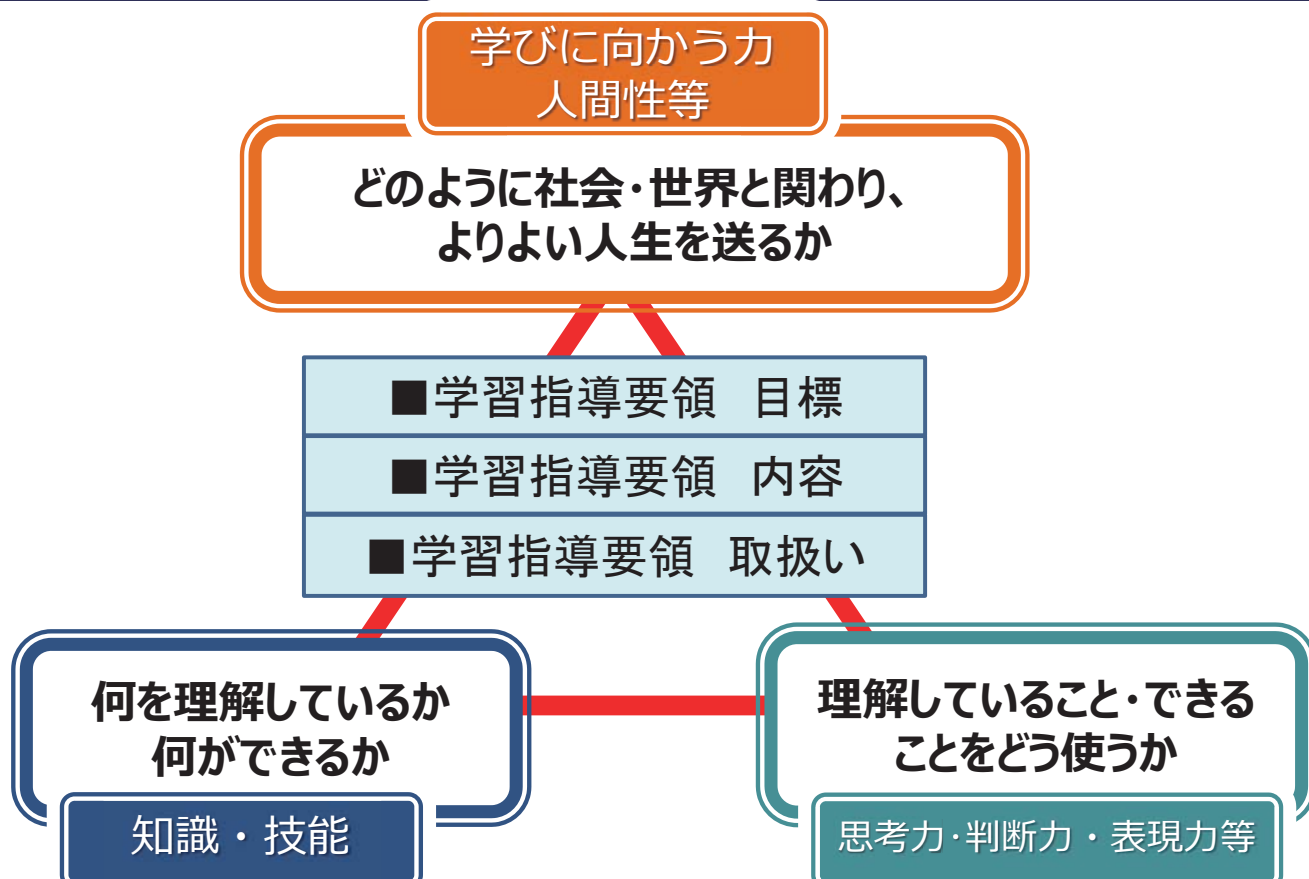 学びに向かう力
人間性等
どのように社会・世界と関わり、
よりよい人生を送るか
■学習指導要領　目標
■学習指導要領　内容
■学習指導要領　取扱い
何を理解しているか
何ができるか
知識・技能
理解していること・できる
ことをどう使うか
思考力・判断力・表現力等